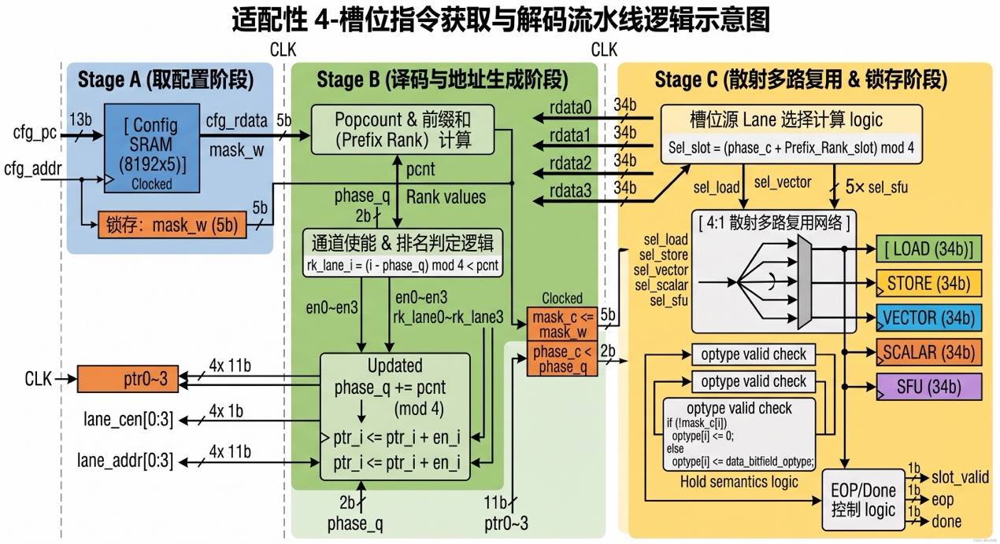 适配性 4-槽位指令获取与解码流水线逻辑示意图
CLK
CLK
Stage A (取配置阶段)
cfg_pc
13b
[ Config
SRAM
(8192x5)]
Clocked
cfg_rdata
5b
mask_w
cfg_addr
锁存：mask_w (5b)
5b
Stage B (译码与地址生成阶段)
Popcount & 前缀和
(Prefix Rank) 计算
pcnt
phase_q
2b
Rank values
通道使能 & 排名判定逻辑
rk_lane_i = (i - phase_q) mod 4 < pcnt
en0~en3
en0~en3
rk_lane0~rk_lane3
Updated
phase_q += pcnt
(mod 4)
ptr_i <= ptr_i + en_i
ptr_i <= ptr_i + en_i
2b
phase_q
CLK
ptr0~3
4x 11b
lane_cen[0:3]
4x 1b
lane_addr[0:3]
4x 11b
Clocked
mask_c <=
mask_w
5b
phase_c <
phase_q
2b
11b
ptr0~3
rdata0
34b
rdata1
34b
rdata2
34b
rdata3
34b
Stage C (散射多路复用 & 锁存阶段)
槽位源 Lane 选择计算 logic
Sel_slot = (phase_c + Prefix_Rank_slot) mod 4
sel_load
sel_vector
5× sel_sfu
[ 4:1 散射多路复用网络 ]
sel_load
sel_store
sel_vector
sel_scalar
sel_sfu
[ LOAD (34b)]
STORE (34b)
VECTOR (34b)
SCALAR (34b)
SFU (34b)
optype valid check
optype valid check
optype valid check
if (!mask_c[i])
optype[i] <= 0;
else
optype[i] <= data_bitfield_optype;
Hold semantics logic
EOP/Done
控制 logic
1b
slot_valid
1b
eop
1b
done